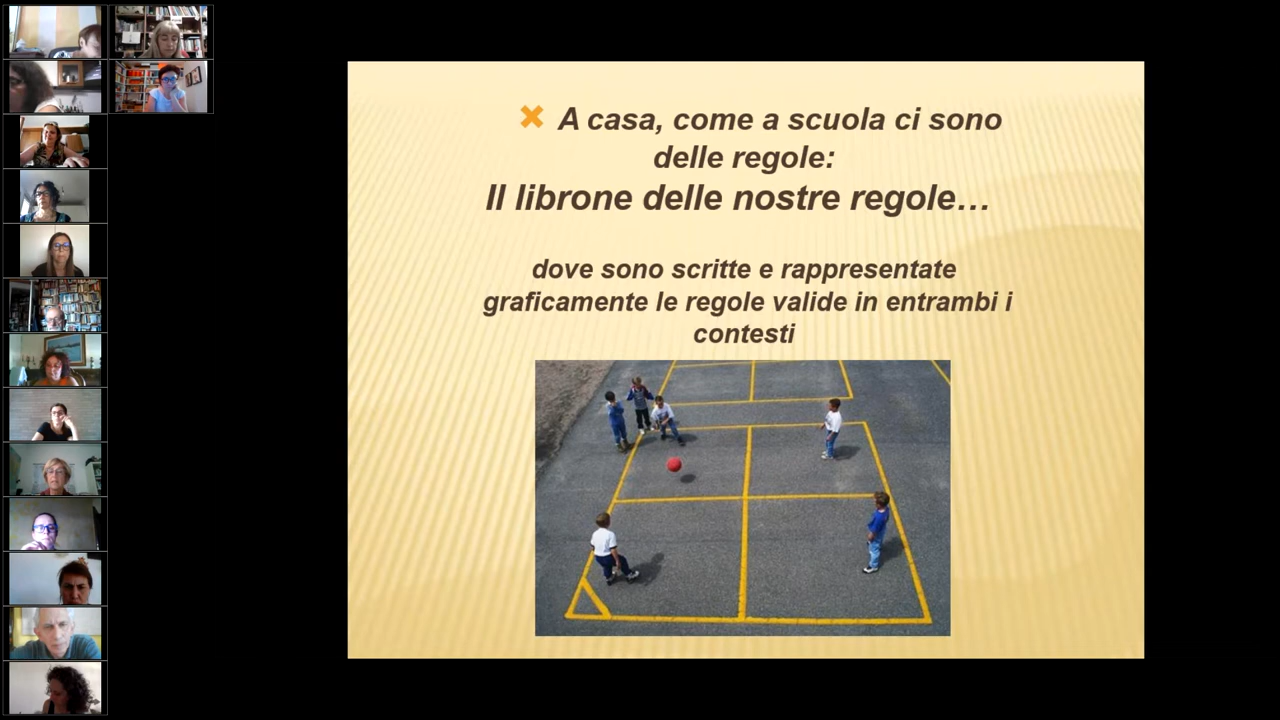 A casa, come a scuola ci sono
delle regole:
Il librone delle nostre regole…
dove sono scritte e rappresentate
graficamente le regole valide in entrambi i
contesti